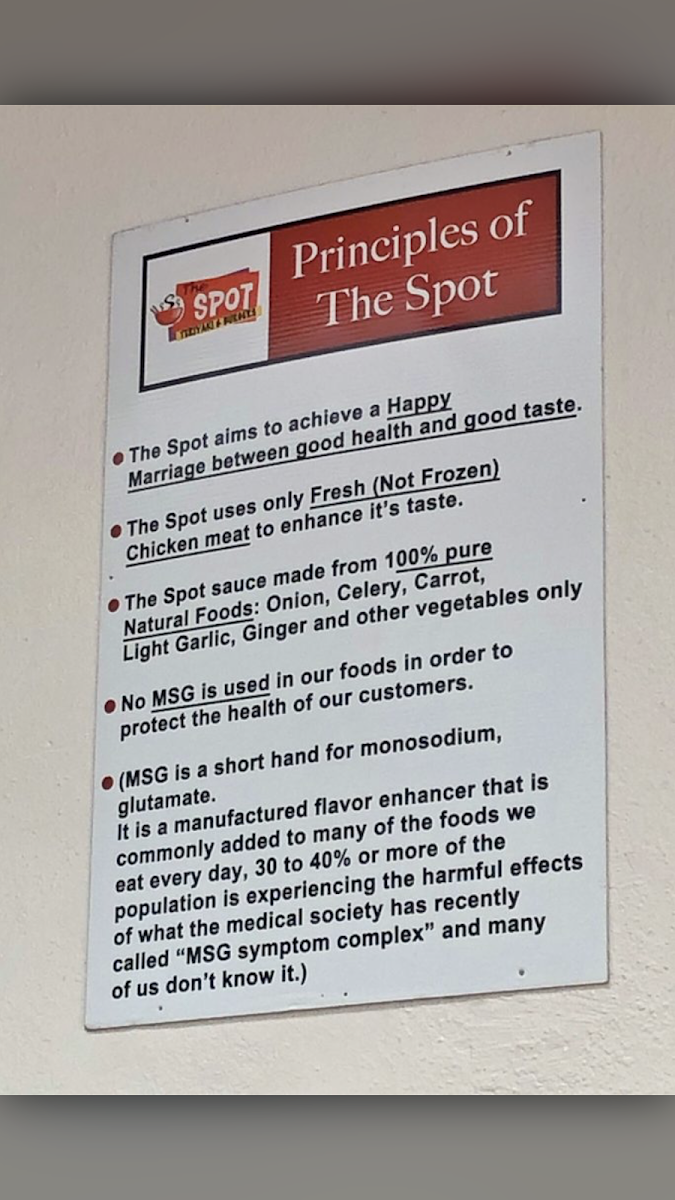 The
SPOT
TERIYAKI & BURGERS
Principles of
The Spot
• The Spot aims to achieve a Happy
Marriage between good health and good taste.
• The Spot uses only Fresh (Not Frozen)
Chicken meat to enhance it's taste.
• The Spot sauce made from 100% pure
Natural Foods: Onion, Celery, Carrot,
Light Garlic, Ginger and other vegetables only
• No MSG is used in our foods in order to
protect the health of our customers.
• (MSG is a short hand for monosodium,
glutamate.
It is a manufactured flavor enhancer that is
commonly added to many of the foods we
eat every day, 30 to 40% or more of the
population is experiencing the harmful effects
of what the medical society has recently
called “MSG symptom complex” and many
of us don't know it.)